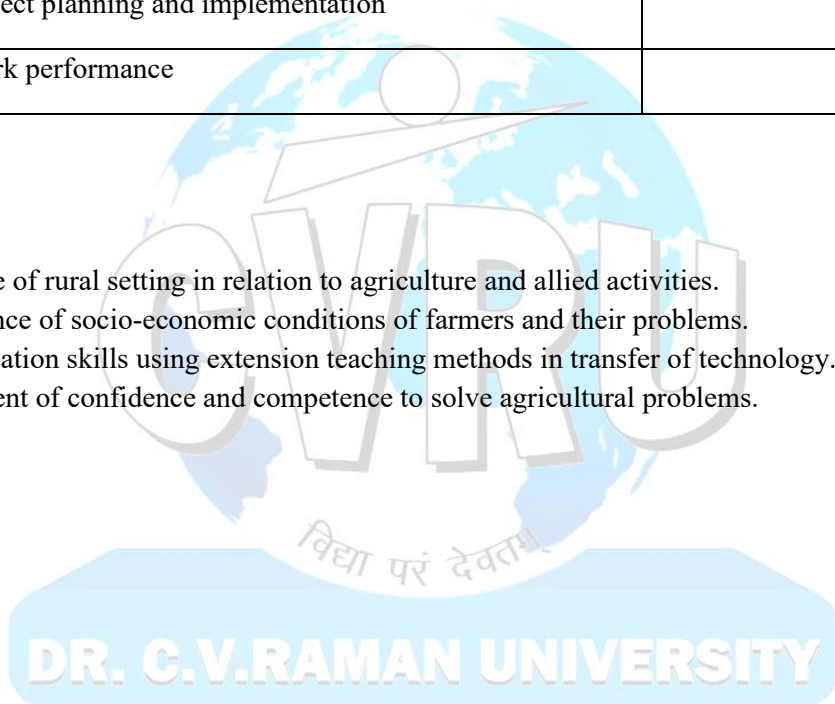 ect planning and implementation
rk performance
e of rural setting in relation to agriculture and allied activities.
nce of socio-economic conditions of farmers and their problems.
ation skills using extension teaching methods in transfer of technology.
ent of confidence and competence to solve agricultural problems.
CVRU
विद्या परं देवतम्
DR. C.V.RAMAN UNIVERSITY